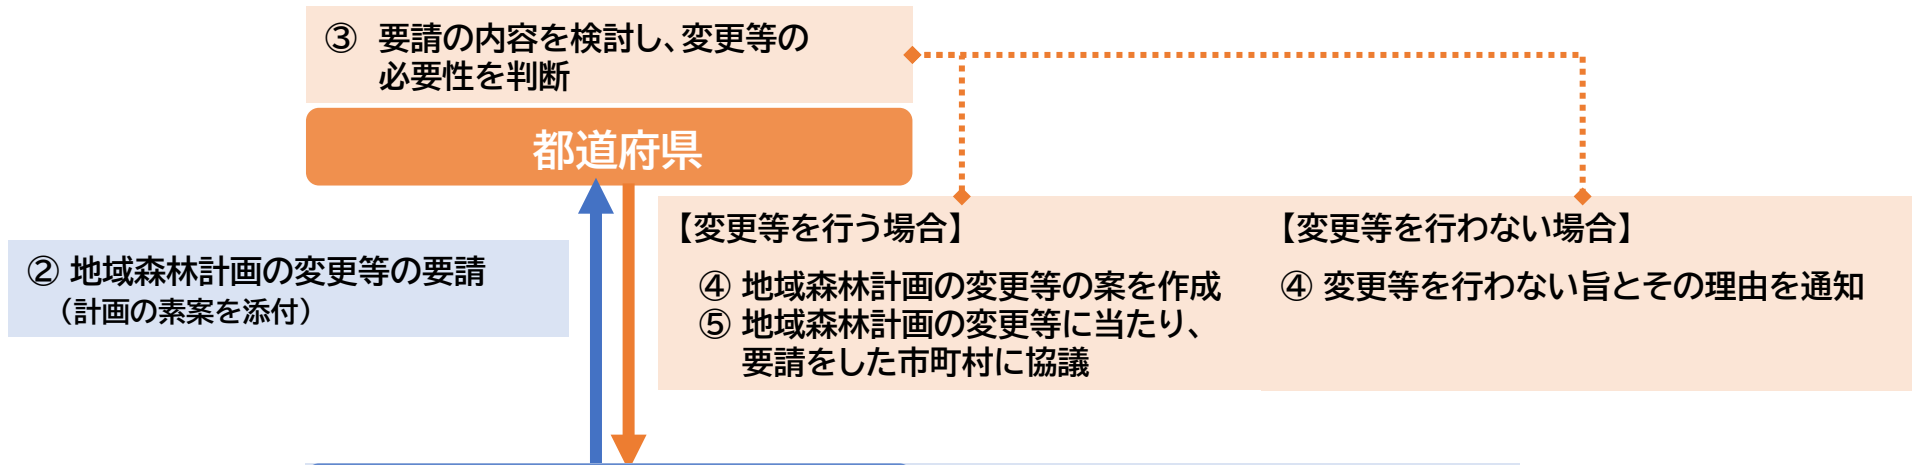 ③ 要請の内容を検討し、変更等の
必要性を判断
都道府県
② 地域森林計画の変更等の要請
（計画の素案を添付）
【変更等を行う場合】
④ 地域森林計画の変更等の案を作成
⑤ 地域森林計画の変更等に当たり、
要請をした市町村に協議
【変更等を行わない場合】
④ 変更等を行わない旨とその理由を通知